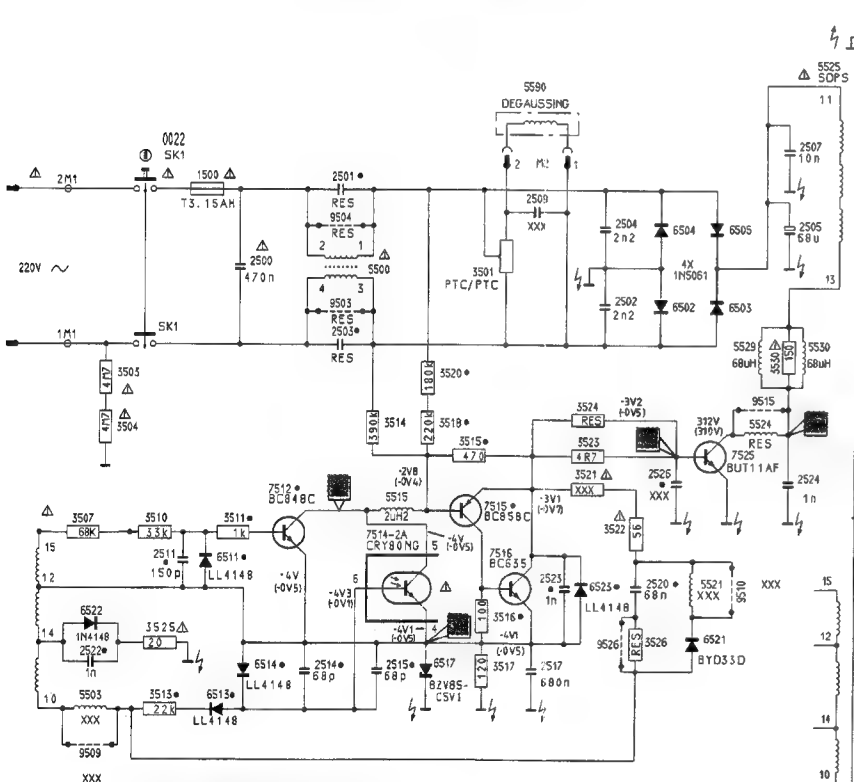 5525
SOPS
11
5590
DEGAUSSING
2507
10n
0022
SK1
2M1
1500
T3.15AH
2501
RES
9504
RES
2 M2 1
2509
XXX
2505
68u
2504
2n2
6504
6505
2 1
5500
4 3
220V
2500
470n
3501
PTC/PTC
4X
1N5061
13
9503
RES
2502
2n2
6502
6503
1M1
SK1
2503
RES
5529
68uH
3530
150
5530
68uH
4M7
3503
180k
3520
4M7
3504
390k
3514
220k
3518
3524
RES
-3V2
(-0V5)
312V
(310V)
9515
5524
RES
3515
470
3523
4R7
7525
BUT11AF
-2V8
(-0V4)
3521
XXX
2526
XXX
2524
1n
7512
BC848C
5515
2uH2
7515
BC858C
-3V1
(-0V7)
3507
68K
3510
33k
3511
1k
7514-2A
CRY80NG
-4V
(-0V5)
5
3522
56
15
2511
150p
6511
LL4148
7516
BC635
12
-4V
(-0V5)
6
-4V3
(-0V1)
2523
1n
6523
LL4148
2520
68n
5521
XXX
9510
XXX
15
6522
1N4148
100
3516
14
2522
1n
3525
20
-4V1
(-0V5)
4
-4V1
(-0V5)
9526
RES
3526
6521
BYD33D
12
6514
LL4148
2514
68p
2515
68p
6517
BZV85-
C5V1
120
3517
2517
680n
10
5503
XXX
3513
22k
6513
LL4148
14
9509
XXX
10